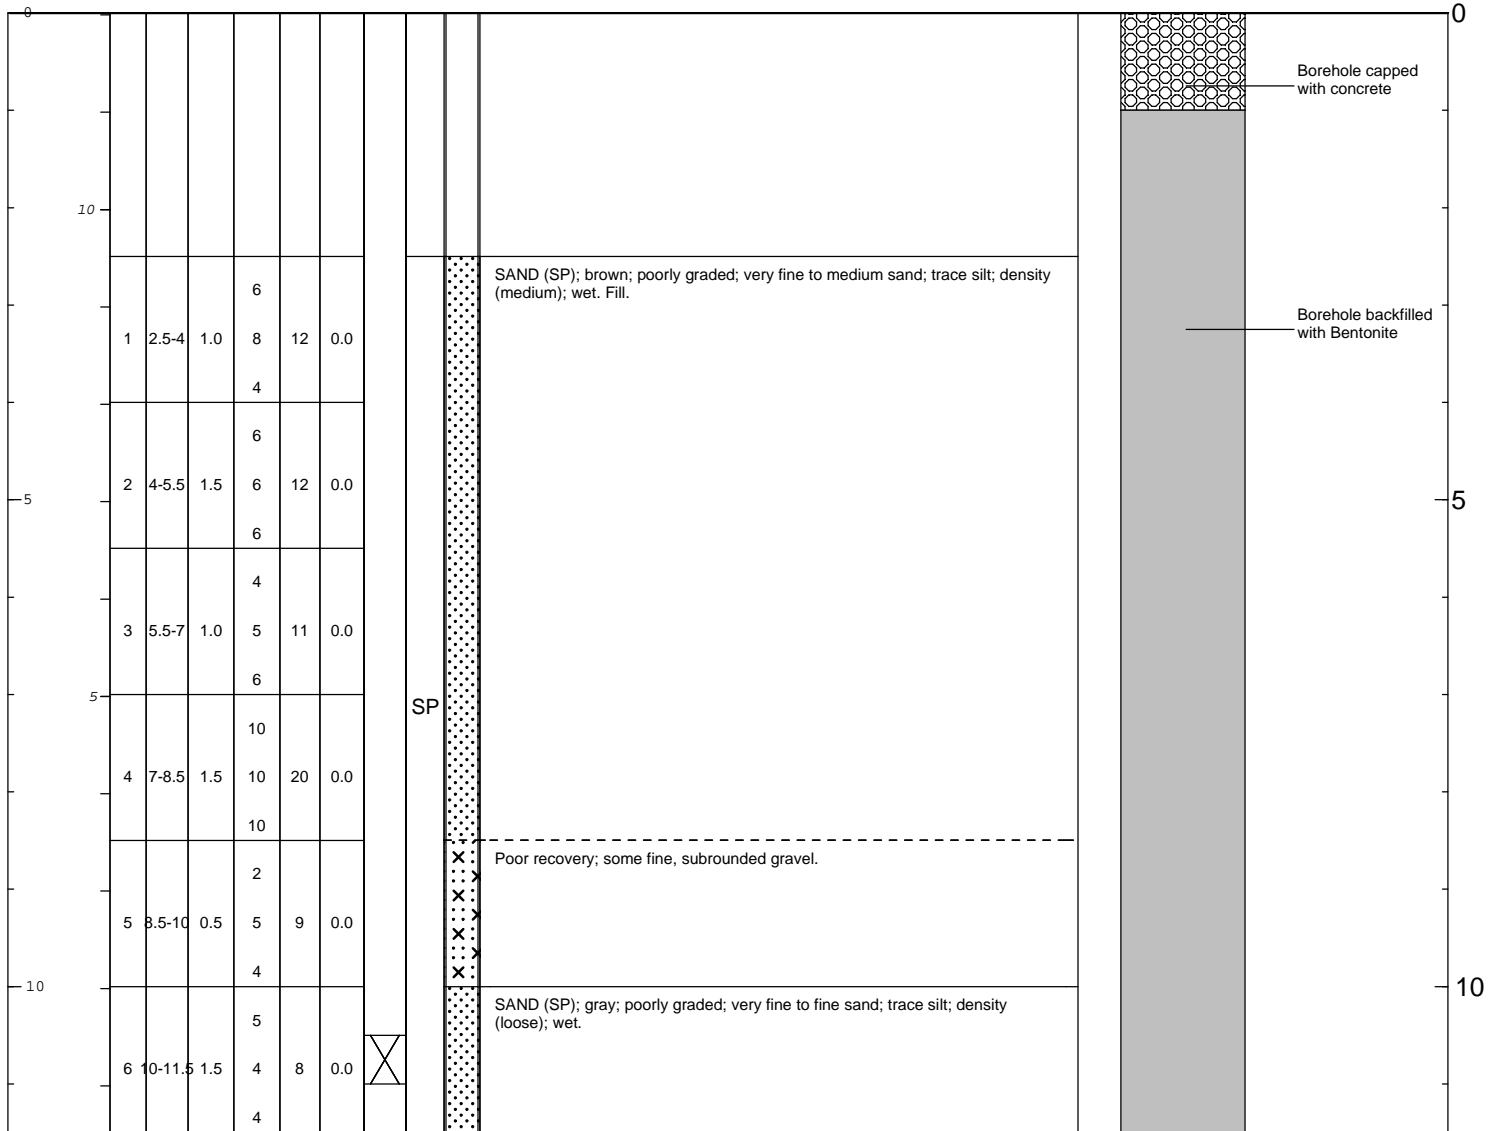 0
0
Borehole capped
with concrete
10
SAND (SP); brown; poorly graded; very fine to medium sand; trace silt; density
(medium); wet. Fill.
6
1 2.5-4 1.0 8 12 0.0
4
Borehole backfilled
with Bentonite
6
2 4-5.5 1.5 6 12 0.0
6
5
5
4
3 5.5-7 1.0 5 11 0.0
6
5
SP
10
4 7-8.5 1.5 10 20 0.0
10
Poor recovery; some fine, subrounded gravel.
2
5 8.5-10 0.5 5 9 0.0
4
10
10
SAND (SP); gray; poorly graded; very fine to fine sand; trace silt; density
(loose); wet.
5
6 10-11.5 1.5 4 8 0.0
4